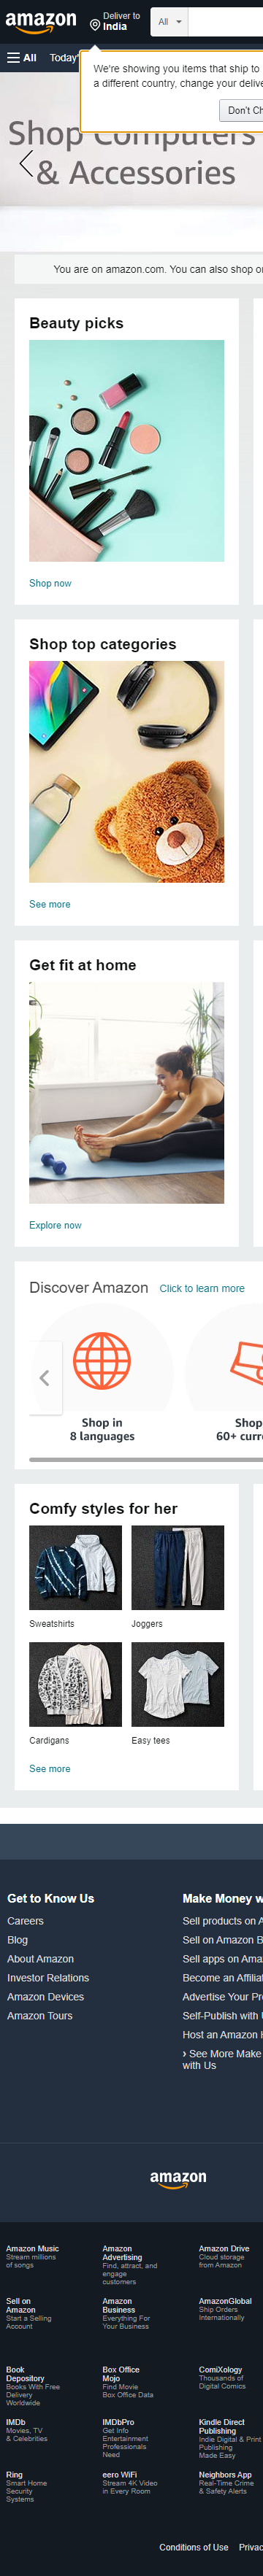 amazon
Deliver to
India
All
All
Today'
We're showing you items that ship to
a different country, change your delive
Don't Ch
Shop Computers
& Accessories
You are on amazon.com. You can also shop o
Beauty picks
Shop now
Shop top categories
See more
Get fit at home
Explore now
Discover Amazon Click to learn more
Shop in
8 languages
Shop
60+ curr
Comfy styles for her
Sweatshirts
Joggers
Cardigans
Easy tees
See more
Get to Know Us
Careers
Blog
About Amazon
Investor Relations
Amazon Devices
Amazon Tours
Make Money w
Sell products on A
Sell on Amazon B
Sell apps on Ama
Become an Affilia
Advertise Your Pr
Self-Publish with
Host an Amazon
› See More Make
with Us
amazon
Amazon Music
Stream millions
of songs
Amazon
Advertising
Find, attract, and
engage
customers
Amazon Drive
Cloud storage
from Amazon
Sell on
Amazon
Start a Selling
Account
Amazon
Business
Everything For
Your Business
AmazonGlobal
Ship Orders
Internationally
Book
Depository
Books With Free
Delivery
Worldwide
Box Office
Mojo
Find Movie
Box Office Data
ComiXology
Thousands of
Digital Comics
IMDb
Movies, TV
& Celebrities
IMDbPro
Get Info
Entertainment
Professionals
Need
Kindle Direct
Publishing
Indie Digital & Print
Publishing
Made Easy
Ring
Smart Home
Security
Systems
eero WiFi
Stream 4K Video
in Every Room
Neighbors App
Real-Time Crime
& Safety Alerts
Conditions of Use Privac